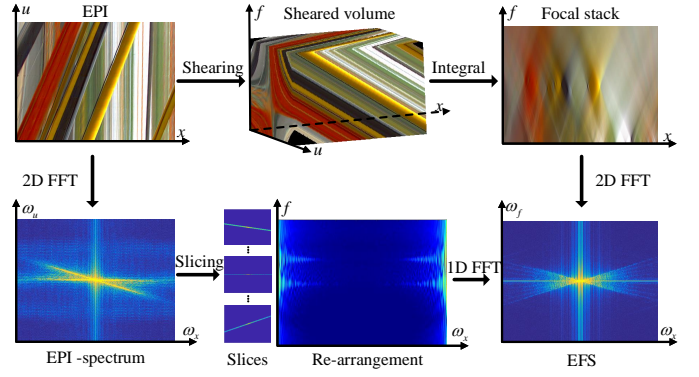 u
EPI
x
Shearing
f
Sheared volume
x
u
Integral
f
Focal stack
x
2D FFT
2D FFT
ω_u
ω_x
EPI -spectrum
Slicing
Slices
f
ω_x
Re-arrangement
1D FFT
ω_f
ω_x
EFS